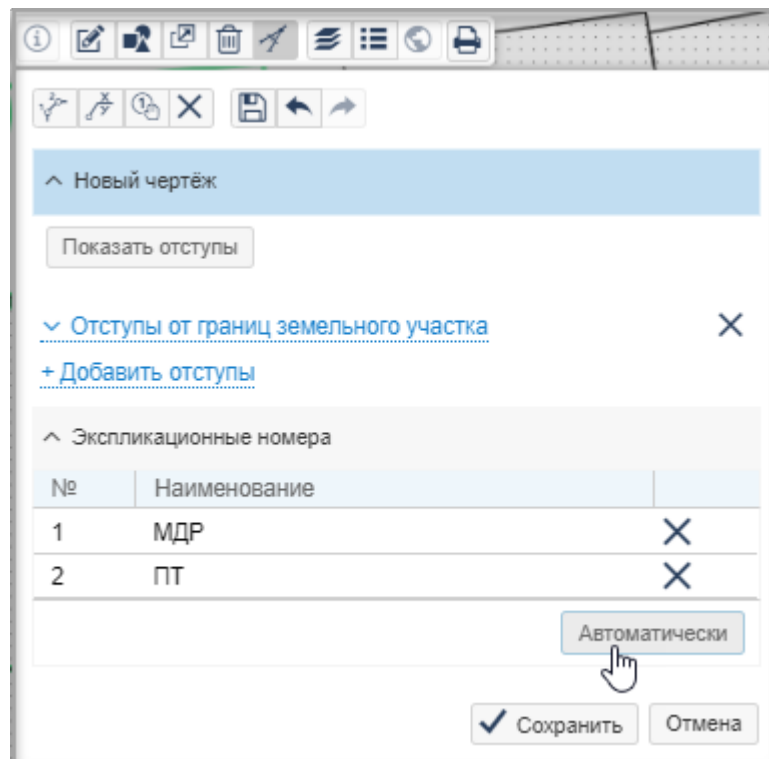 Новый чертёж
Показать отступы
Отступы от границ земельного участка
+ Добавить отступы
Экспликационные номера
№ Наименование
1 МДР
2 ПТ
Автоматически
Сохранить Отмена